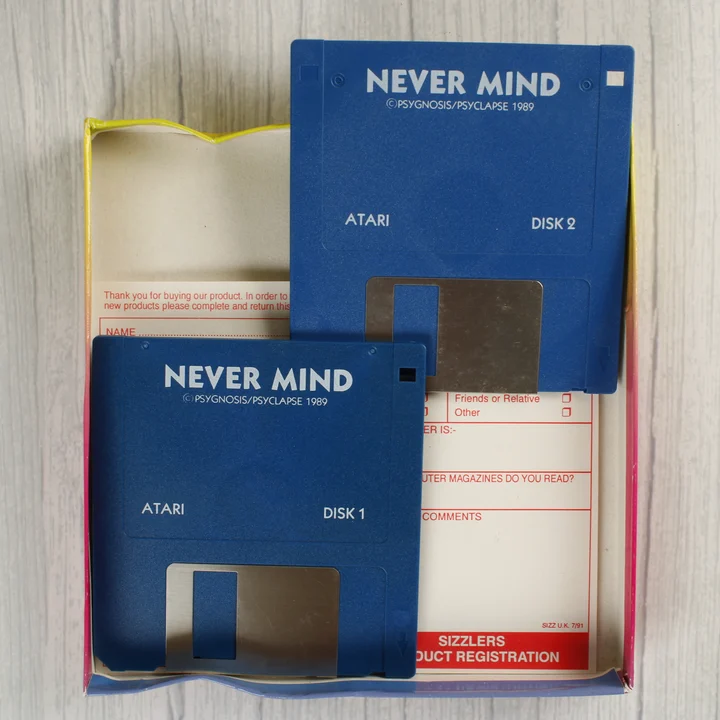 NEVER MIND
©PSYGNOSIS/PSYCLAPSE 1989
ATARI DISK 2
Thank you for buying our product. In order to
new products please complete and return this
NAME
NEVER MIND
©PSYGNOSIS/PSYCLAPSE 1989
ATARI DISK 1
Friends or Relative
Other
ER IS:-
UTER MAGAZINES DO YOU READ?
COMMENTS
SIZZ U.K. 7/91
SIZZLERS
DUCT REGISTRATION